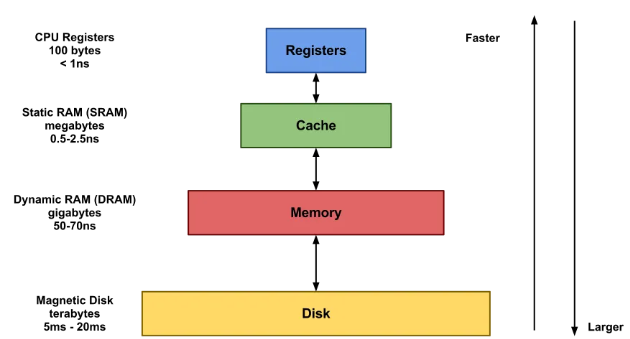 CPU Registers
100 bytes
< 1ns
Registers
Faster
Static RAM (SRAM)
megabytes
0.5-2.5ns
Cache
Dynamic RAM (DRAM)
gigabytes
50-70ns
Memory
Magnetic Disk
terabytes
5ms - 20ms
Disk
Larger